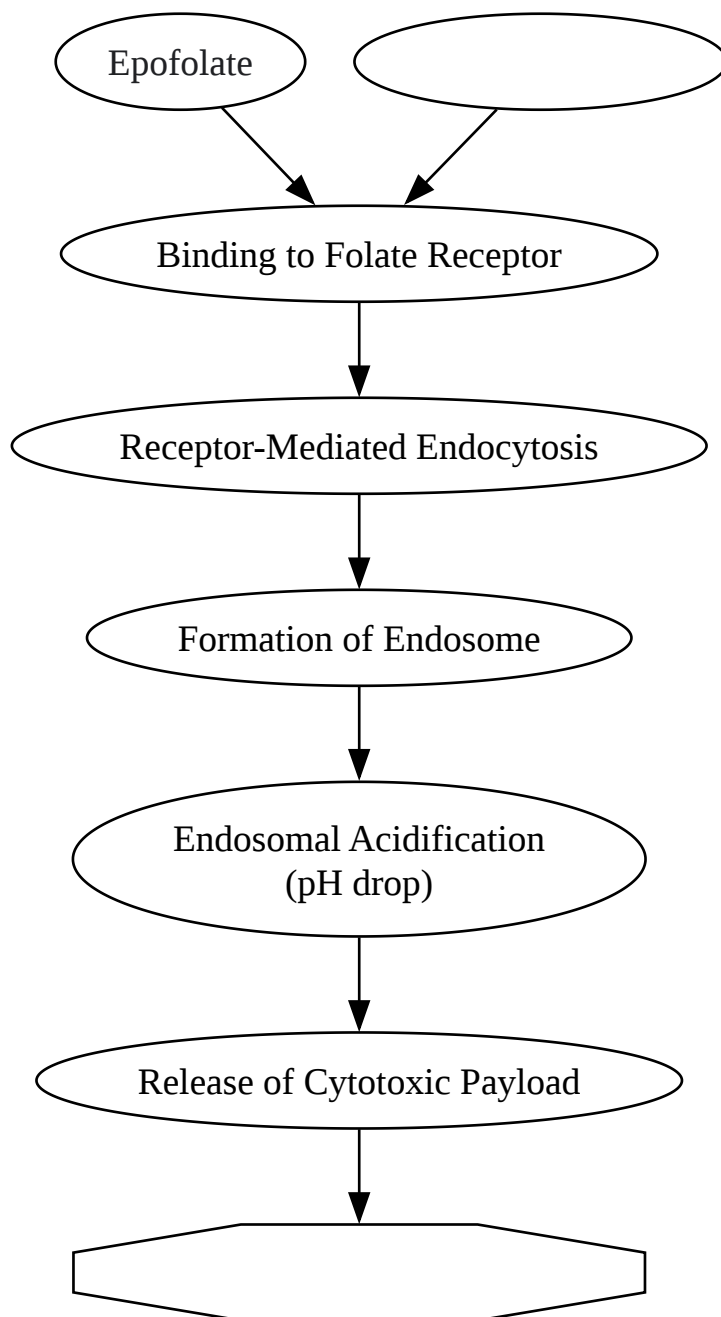 Epofolate
Binding to Folate Receptor
Receptor-Mediated Endocytosis
Formation of Endosome
Endosomal Acidification
(pH drop)
Release of Cytotoxic Payload